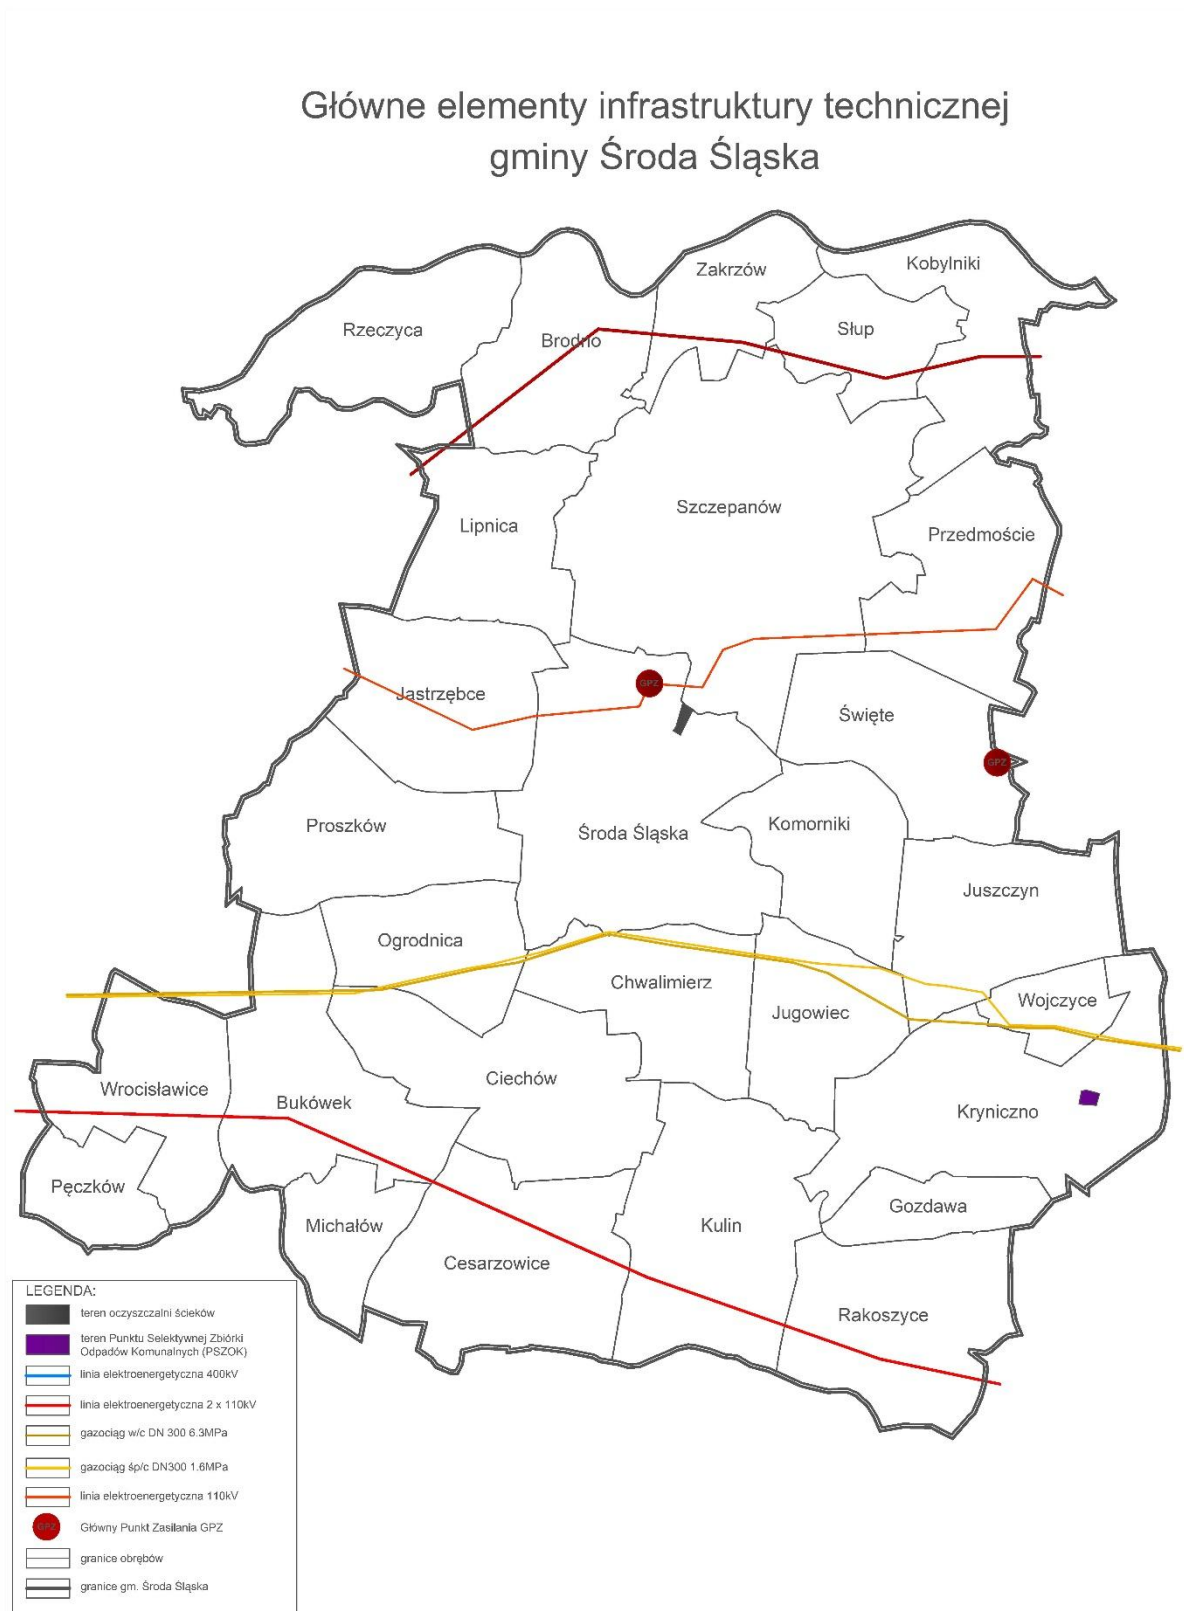 Główne elementy infrastruktury technicznej
gminy Środa Śląska
Zakrzów
Kobylniki
Rzeczyca
Brodno
Słup
Szczepanów
Lipnica
Przedmoście
GPZ
Jastrzębce
Święte
GPZ
Proszków
Środa Śląska
Komorniki
Juszczyn
Ogrodnica
Chwalimierz
Wojczyce
Jugowiec
Ciechów
Wrocisławice
Bukówek
Kryniczno
Pęczków
Michałów
Kulin
Gozdawa
Cesarzowice
Rakoszyce
LEGENDA:
teren oczyszczalni ścieków
teren Punktu Selektywnej Zbiórki
Odpadów Komunalnych (PSZOK)
linia elektroenergetyczna 400kV
linia elektroenergetyczna 2 x 110kV
gazociąg w/c DN 300 6.3MPa
gazociąg śp/c DN300 1.6MPa
linia elektroenergetyczna 110kV
GPZ
Główny Punkt Zasilania GPZ
granice obrębów
granice gm. Środa Śląska